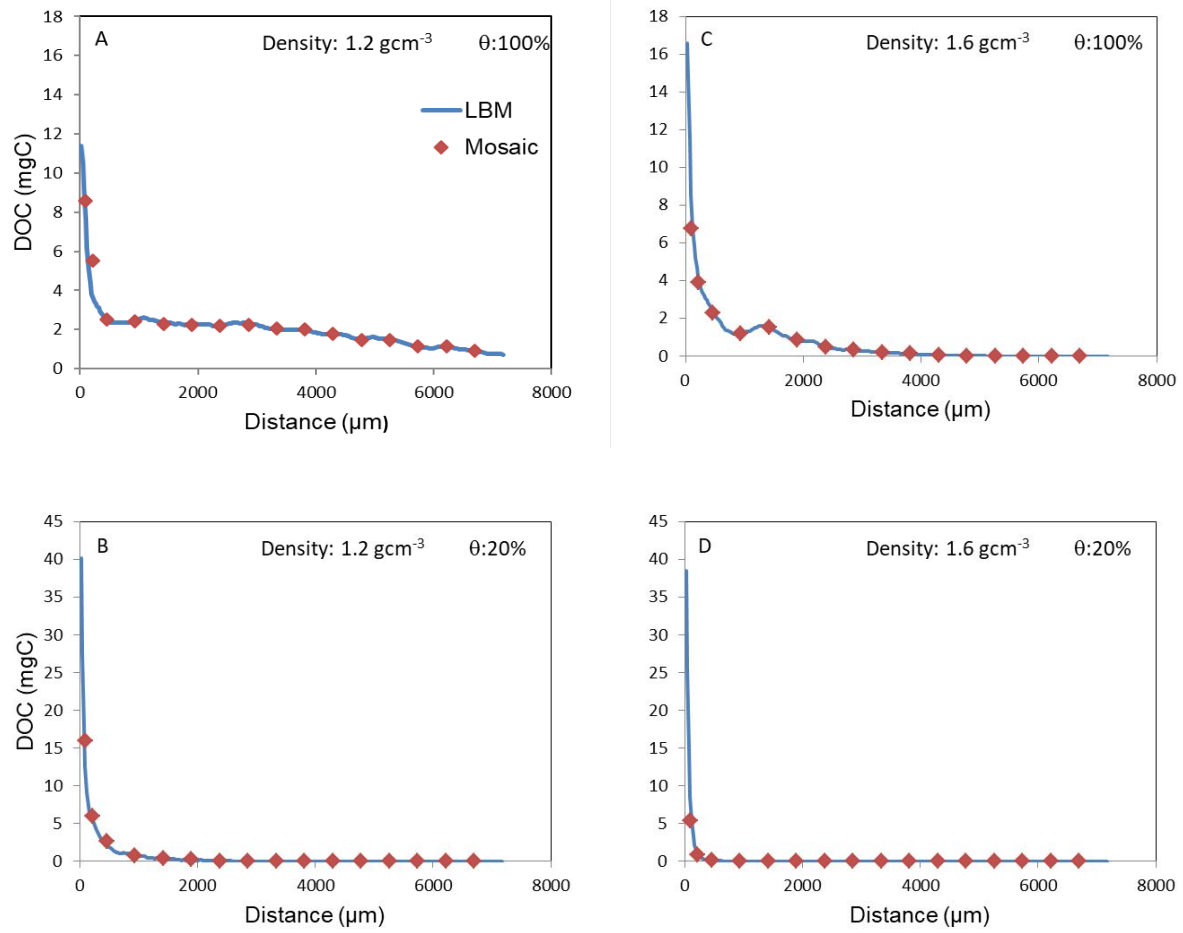 A
Density: 1.2 gcm-3 θ:100%
LBM
Mosaic
18
16
14
12
10
8
6
4
2
0
DOC (mgC)
0 2000 4000 6000 8000
Distance (µm)
C
Density: 1.6 gcm-3 θ:100%
18
16
14
12
10
8
6
4
2
0
0 2000 4000 6000 8000
Distance (µm)
B
Density: 1.2 gcm-3 θ:20%
45
40
35
30
25
20
15
10
5
0
DOC (mgC)
0 2000 4000 6000 8000
Distance (µm)
D
Density: 1.6 gcm-3 θ:20%
45
40
35
30
25
20
15
10
5
0
0 2000 4000 6000 8000
Distance (µm)